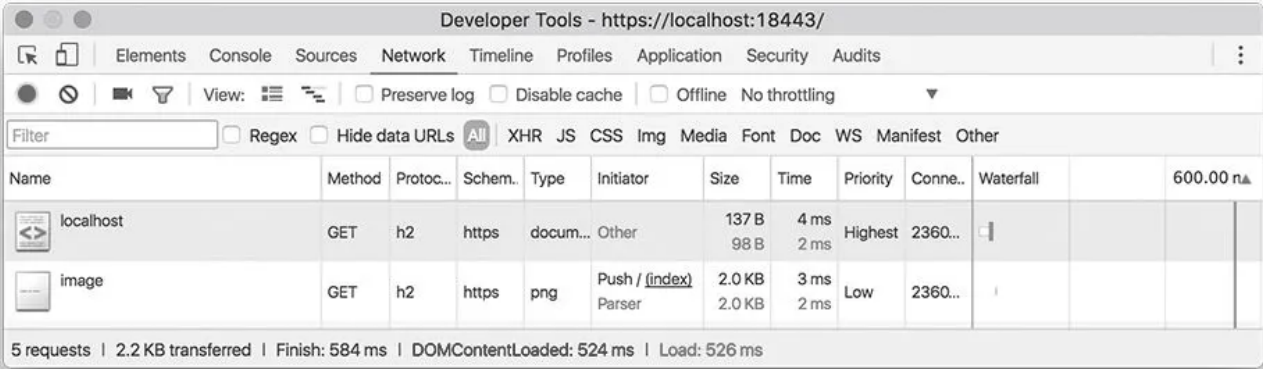 Developer Tools - https://localhost:18443/
Elements Console Sources Network Timeline Profiles Application Security Audits
View: Preserve log Disable cache Offline No throttling
Filter Regex Hide data URLs All XHR JS CSS Img Media Font Doc WS Manifest Other
Name Method Protoc... Schem.. Type Initiator Size Time Priority Conne.. Waterfall 600.00
localhost GET h2 https docum... Other 137 B 4 ms Highest 2360...
98 B 2 ms
image GET h2 https png Push / (index) 2.0 KB 3 ms Low 2360...
Parser 2.0 KB 2 ms
5 requests | 2.2 KB transferred | Finish: 584 ms | DOMContentLoaded: 524 ms | Load: 526 ms